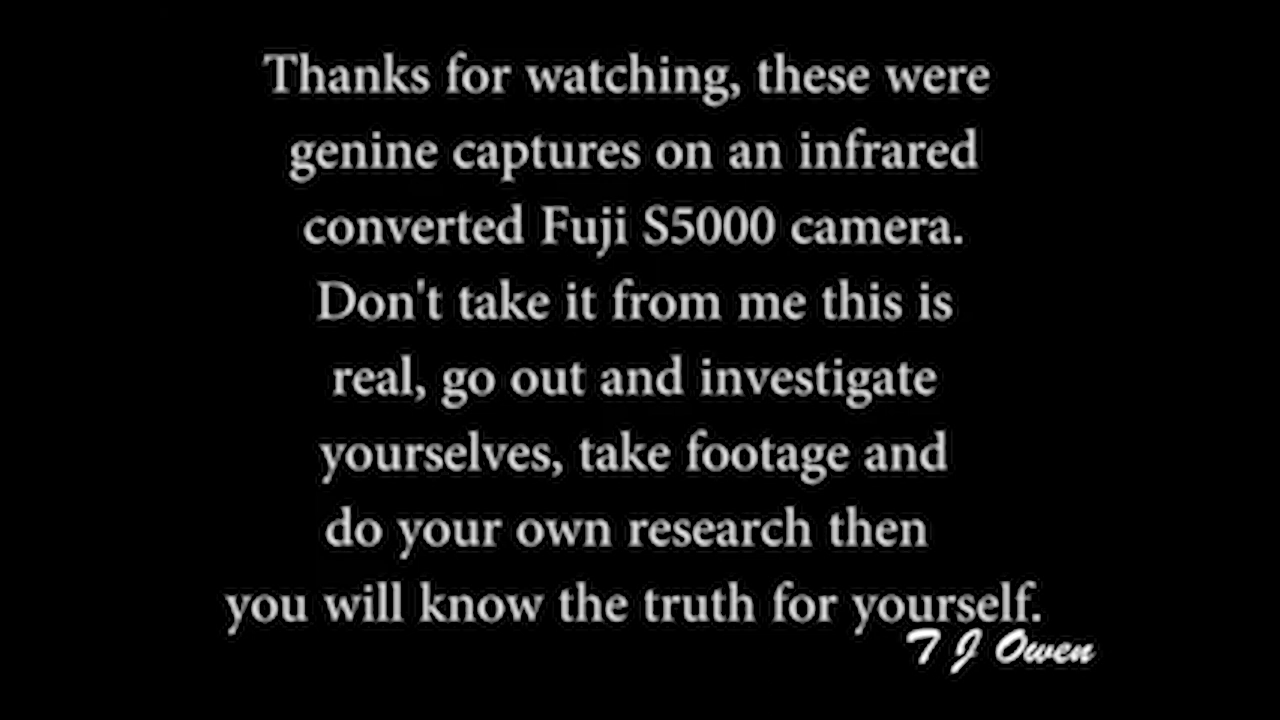 Thanks for watching, these were
genine captures on an infrared
converted Fuji S5000 camera.
Don't take it from me this is
real, go out and investigate
yourselves, take footage and
do your own research then
you will know the truth for yourself.
T J Owen